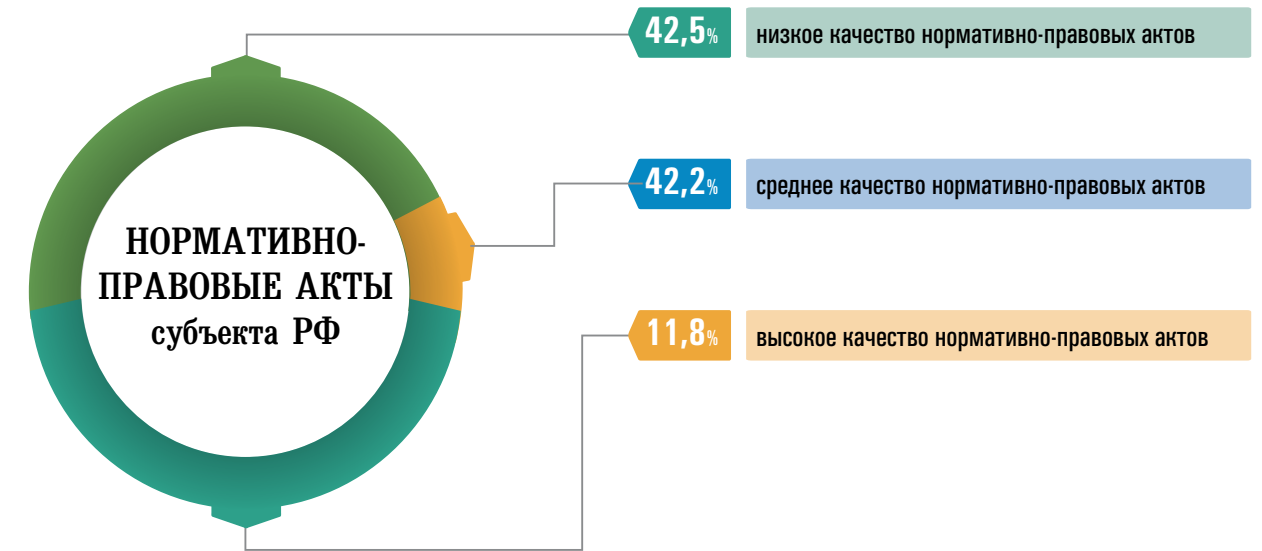 42,5%
низкое качество нормативно-правовых актов
42,2%
среднее качество нормативно-правовых актов
НОРМАТИВНО-
ПРАВОВЫЕ АКТЫ
субъекта РФ
11,8%
высокое качество нормативно-правовых актов